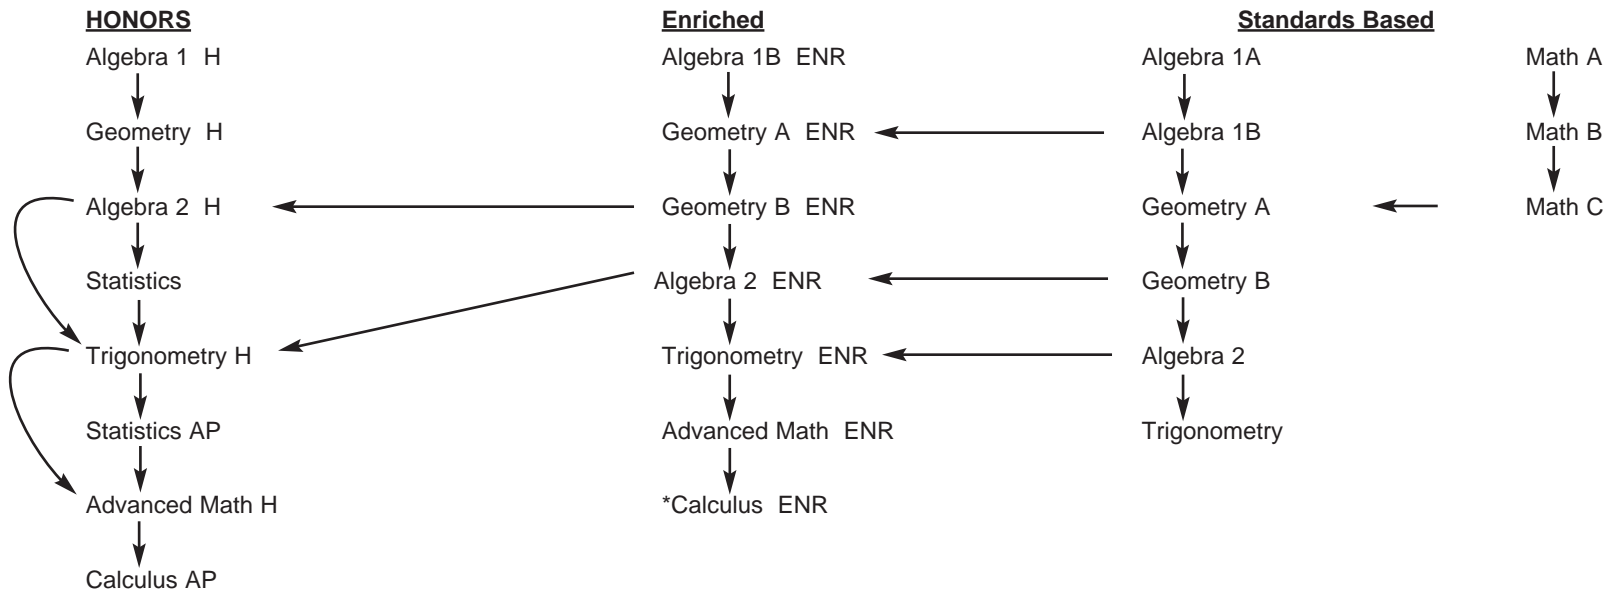 HONORS Enriched Standards Based
Algebra 1 H Algebra 1B ENR Algebra 1A Math A
Geometry H Geometry A ENR Algebra 1B Math B
Algebra 2 H Geometry B ENR Geometry A Math C
Statistics Algebra 2 ENR Geometry B
Trigonometry H Trigonometry ENR Algebra 2
Statistics AP Advanced Math ENR Trigonometry
Advanced Math H *Calculus ENR
Calculus AP